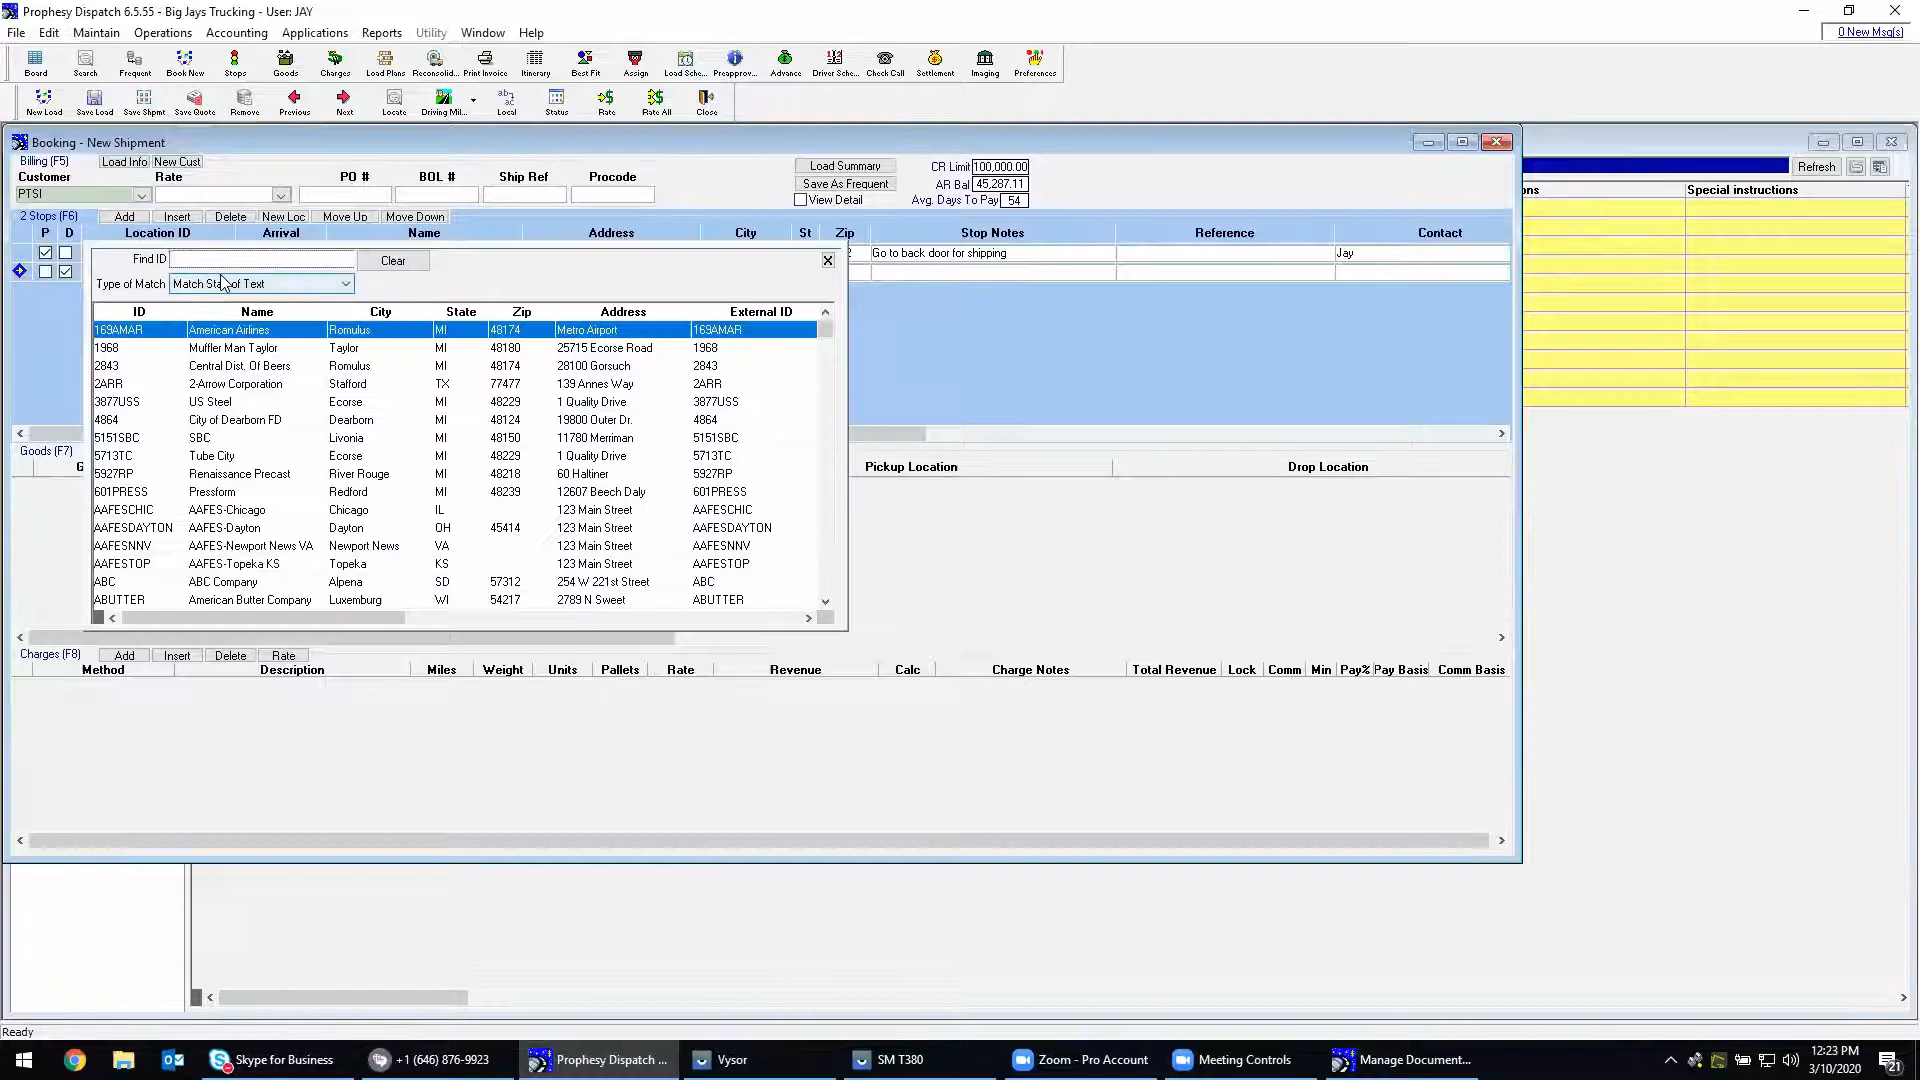 Prophesy Dispatch 6.5.55 - Big Jays Trucking - User: JAY
File Edit Maintain Operations Accounting Applications Reports Utility Window Help
0 New Msg(s)
Board Search Frequent Book New Stops Goods Charges Load Plans Reconsolid... Print Invoice Itinerary Best Fit Assign Load Sche... Preapprov... Advance Driver Sche... Check Call Settlement Imaging Preferences
New Load Save Load Save Shpmt Save Quote Remove Previous Next Locate Driving Mil... Local Status Rate Rate All Close
Booking - New Shipment
Billing (F5) Load Info New Cust Load Summary CR Limit 100,000.00 Refresh
Customer Rate PO # BOL # Ship Ref Procode Save As Frequent AR Bal 45,287.11 ons Special instructions
PTSI View Detail Avg. Days To Pay 54
2 Stops (F6) Add Insert Delete New Loc Move Up Move Down
P D Location ID Arrival Name Address City St Zip Stop Notes Reference Contact
2 Go to back door for shipping Jay
Find ID Clear
Type of Match Match Start of Text
ID Name City State Zip Address External ID
169AMAR American Airlines Romulus MI 48174 Metro Airport 169AMAR
1968 Muffler Man Taylor Taylor MI 48180 25715 Ecorse Road 1968
2843 Central Dist. Of Beers Romulus MI 48174 28100 Gorsuch 2843
2ARR 2-Arrow Corporation Stafford TX 77477 139 Annes Way 2ARR
3877USS US Steel Ecorse MI 48229 1 Quality Drive 3877USS
4864 City of Dearborn FD Dearborn MI 48124 19800 Outer Dr. 4864
5151SBC SBC Livonia MI 48150 11780 Merriman 5151SBC
5713TC Tube City Ecorse MI 48229 1 Quality Drive 5713TC
5927RP Renaissance Precast River Rouge MI 48218 60 Haltiner 5927RP
601PRESS Pressform Redford MI 48239 12607 Beech Daly 601PRESS
AAFESCHIC AAFES-Chicago Chicago IL 123 Main Street AAFESCHIC
AAFESDAYTON AAFES-Dayton Dayton OH 45414 123 Main Street AAFESDAYTON
AAFESNNV AAFES-Newport News VA Newport News VA 123 Main Street AAFESNNV
AAFESTOP AAFES-Topeka KS Topeka KS 123 Main Street AAFESTOP
ABC ABC Company Alpena SD 57312 254 W 221st Street ABC
ABUTTER American Butter Company Luxemburg WI 54217 2789 N Sweet ABUTTER
Goods (F7)
G Pickup Location Drop Location
Charges (F8) Add Insert Delete Rate
Method Description Miles Weight Units Pallets Rate Revenue Calc Charge Notes Total Revenue Lock Comm Min Pay% Pay Basis Comm Basis
Ready
Skype for Business +1 (646) 876-9923 Prophesy Dispatch ... Vysor SM T380 Zoom - Pro Account Meeting Controls Manage Document...
12:23 PM
3/10/2020
21